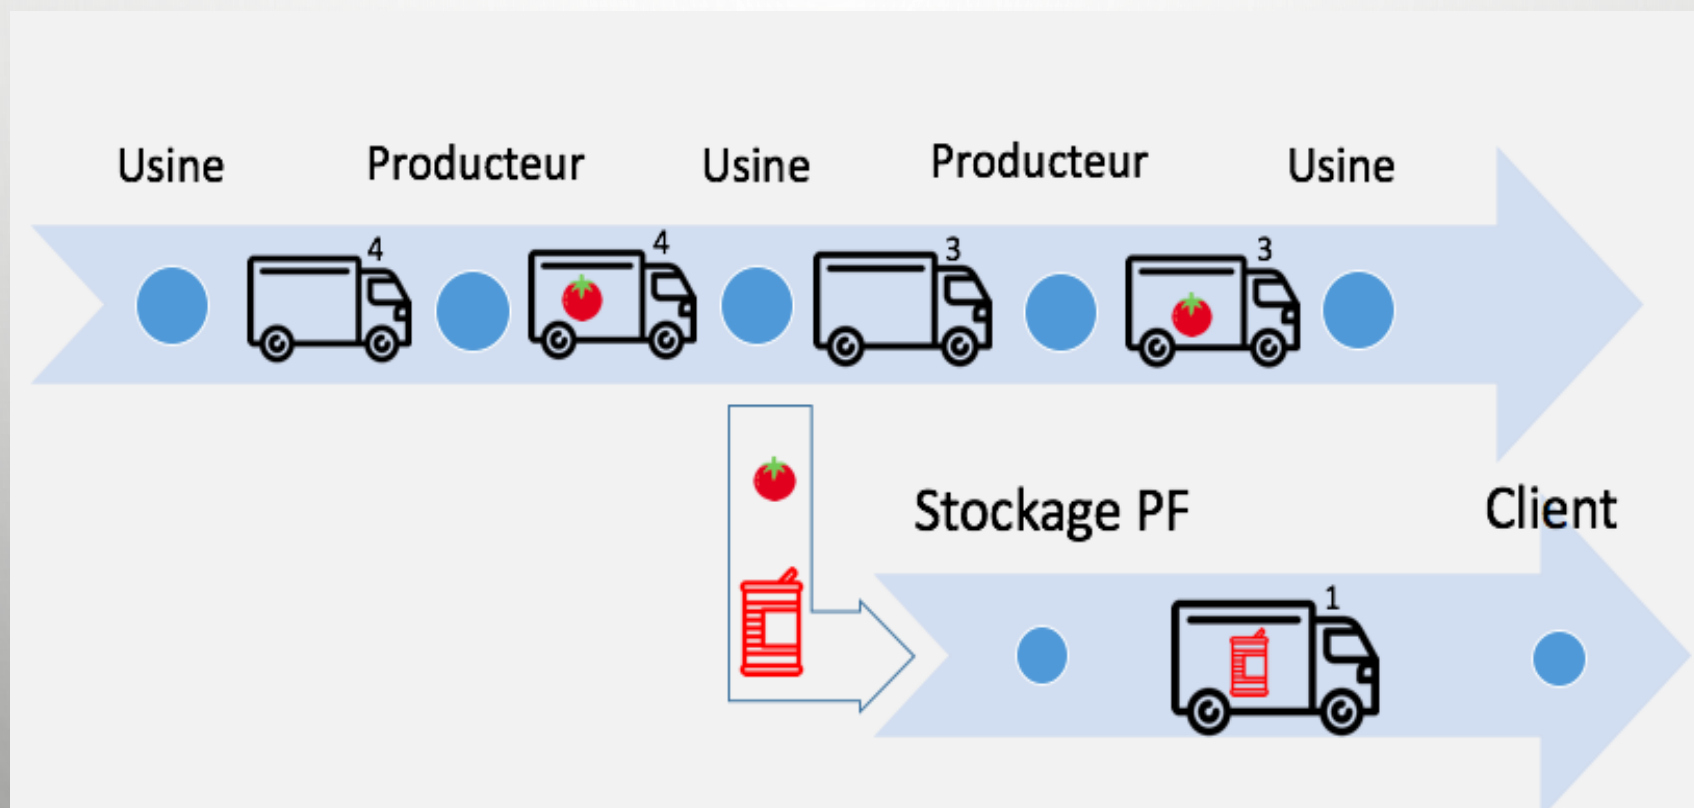 Usine
Producteur
Usine
Producteur
Usine
4
4
3
3
Stockage PF
Client
1